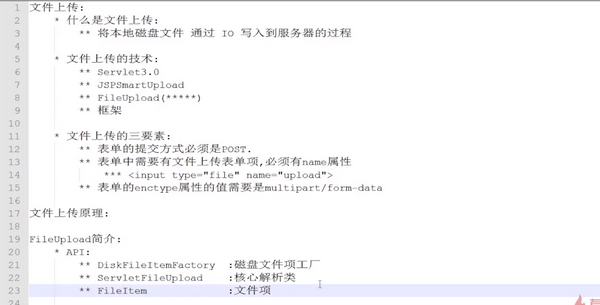 1 文件上传:
2 * 什么是文件上传:
3 ** 将本地磁盘文件 通过 IO 写入到服务器的过程
4
5 * 文件上传的技术:
6 ** Servlet3.0
7 ** JSPSmartUpload
8 ** FileUpload(*****)
9 ** 框架
10
11 * 文件上传的三要素:
12 ** 表单的提交方式必须是POST.
13 ** 表单中需要有文件上传表单项,必须有name属性
14 *** <input type="file" name="upload">
15 ** 表单的enctype属性的值需要是multipart/form-data
16
17 文件上传原理:
18
19 FileUpload简介:
20 * API:
21 ** DiskFileItemFactory :磁盘文件项工厂
22 ** ServletFileUpload :核心解析类
23 ** FileItem :文件项